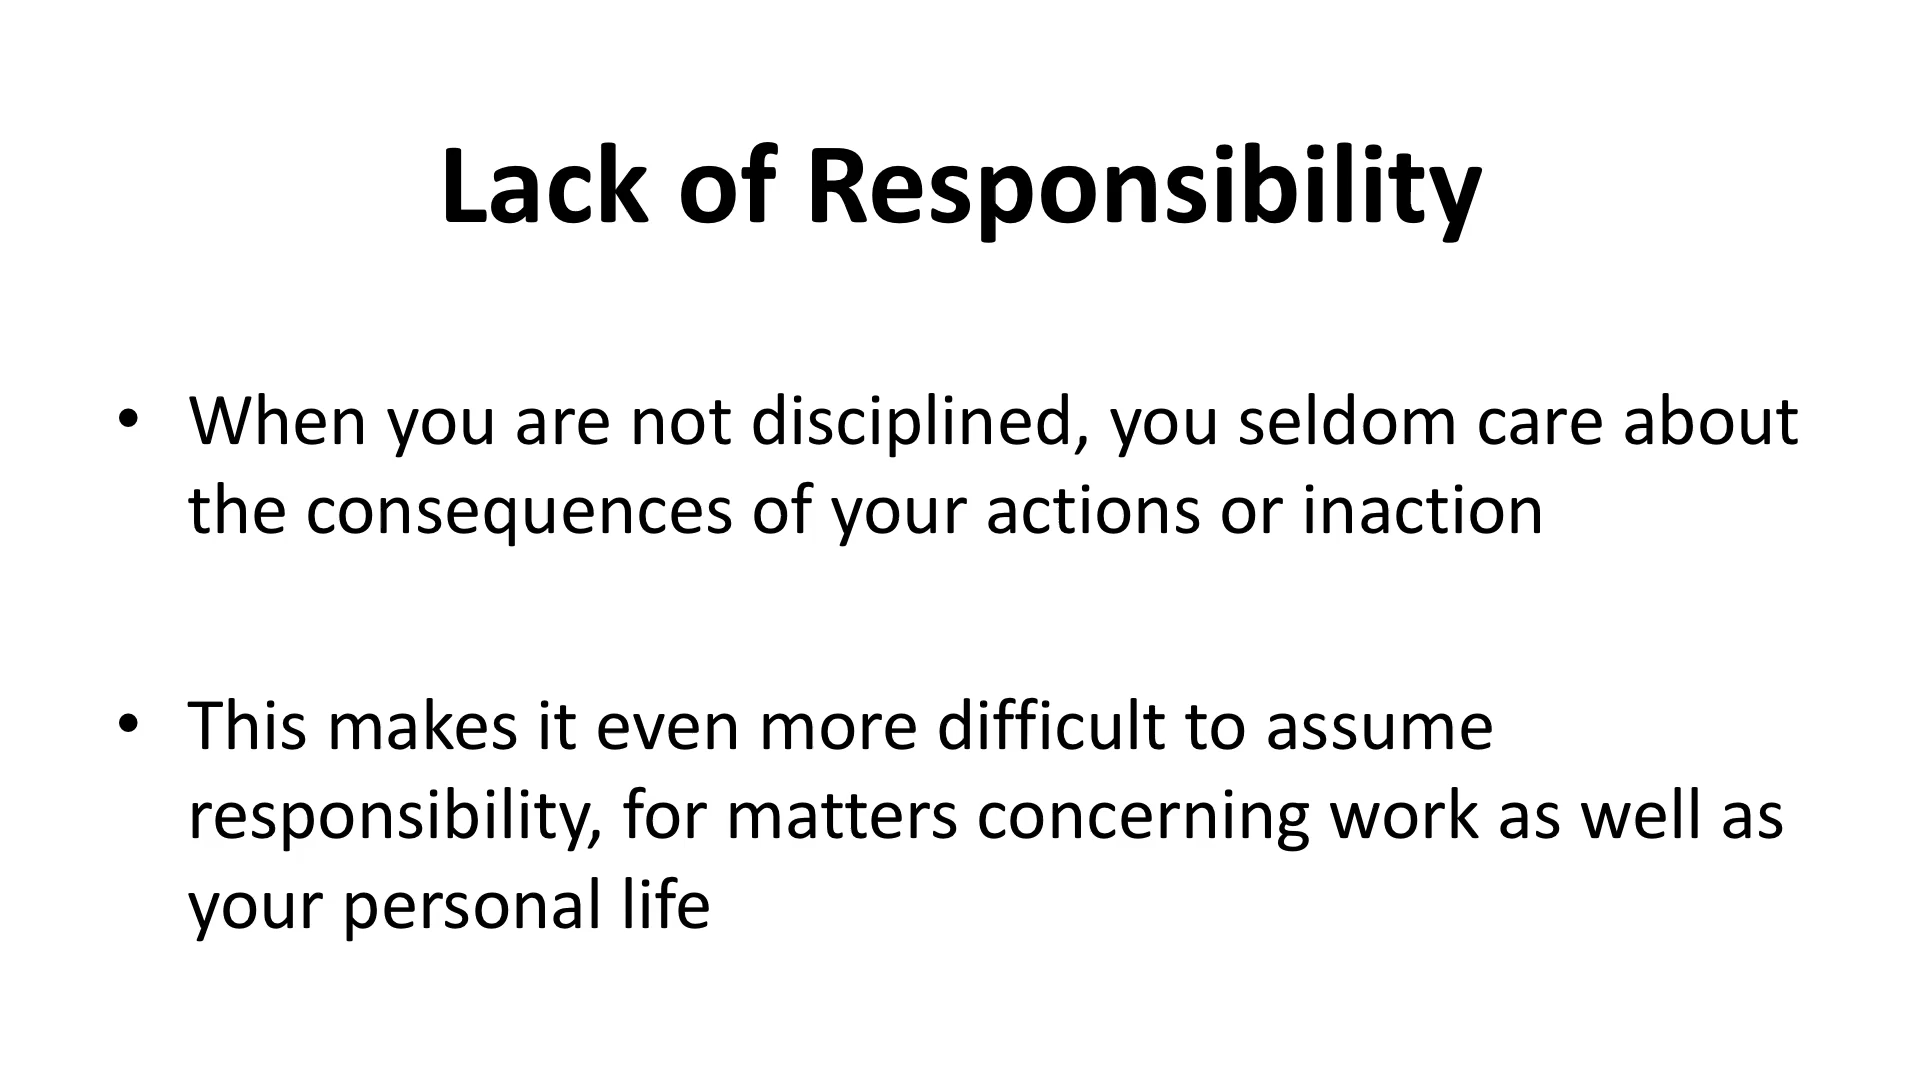 Lack of Responsibility
• When you are not disciplined, you seldom care about
the consequences of your actions or inaction
• This makes it even more difficult to assume
responsibility, for matters concerning work as well as
your personal life